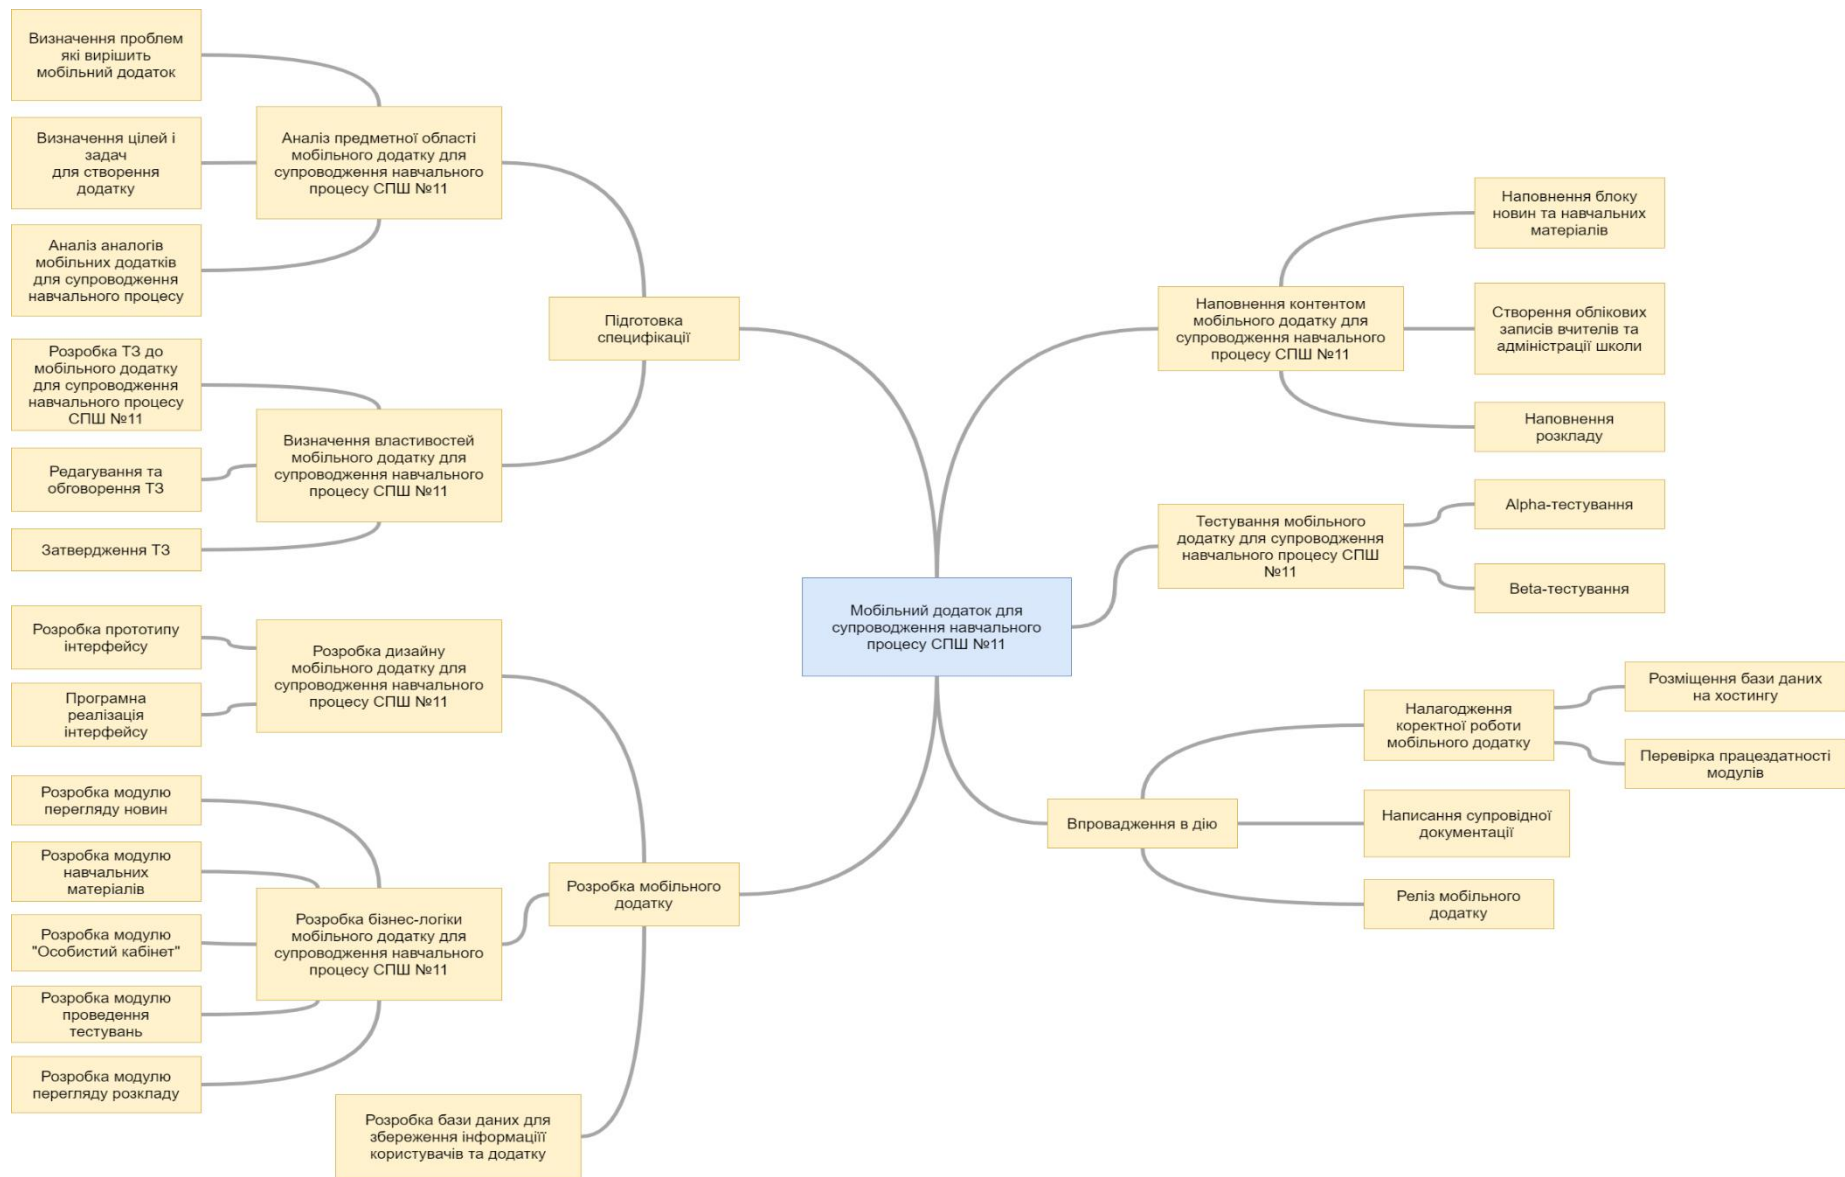 Визначення проблем
які вирішить
мобільний додаток
Визначення цілей і
задач
для створення
додатку
Аналіз аналогів
мобільних додатків
для супроводження
навчального процесу
Аналіз предметної області
мобільного додатку для
супроводження навчального
процесу СПШ №11
Розробка ТЗ до
мобільного додатку
для супроводження
навчального процесу
СПШ №11
Редагування та
обговорення ТЗ
Затвердження ТЗ
Визначення властивостей
мобільного додатку для
супроводження навчального
процесу СПШ №11
Підготовка
специфікації
Розробка прототипу
інтерфейсу
Програмна
реалізація
інтерфейсу
Розробка дизайну
мобільного додатку для
супроводження навчального
процесу СПШ №11
Розробка модулю
перегляду новин
Розробка модулю
навчальних
матеріалів
Розробка модулю
"Особистий кабінет"
Розробка модулю
проведення
тестувань
Розробка модулю
перегляду розкладу
Розробка бізнес-логіки
мобільного додатку для
супроводження навчального
процесу СПШ №11
Розробка мобільного
додатку
Розробка бази даних для
збереження інформаціїї
користувачів та додатку
Мобільний додаток для
супроводження навчального
процесу СПШ №11
Наповнення контентом
мобільного додатку для
супроводження навчального
процесу СПШ №11
Наповнення блоку
новин та навчальних
матеріалів
Створення облікових
записів вчителів та
адміністрації школи
Наповнення
розкладу
Тестування мобільного
додатку для супроводження
навчального процесу СПШ
№11
Alpha-тестування
Beta-тестування
Впровадження в дію
Налагодження
коректної роботи
мобільного додатку
Розміщення бази даних
на хостингу
Перевірка працездатності
модулів
Написання супровідної
документації
Реліз мобільного
додатку